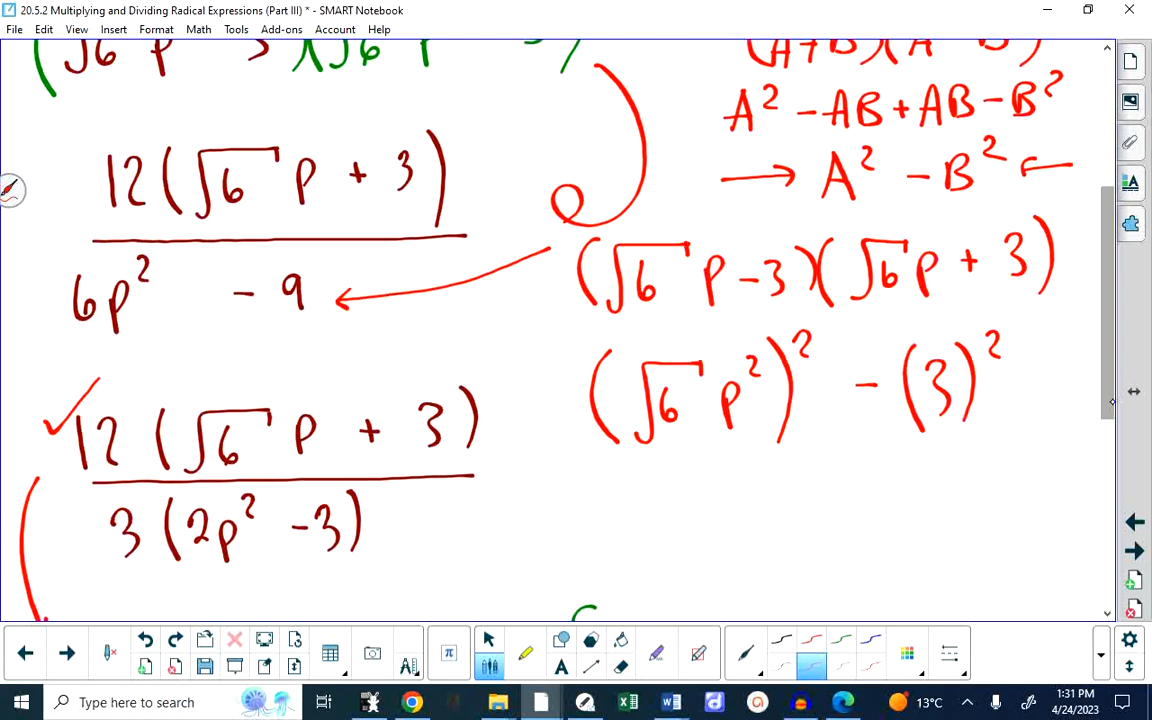 20.5.2 Multiplying and Dividing Radical Expressions (Part III) * - SMART Notebook
File Edit View Insert Format Math Tools Add-ons Account Help
(√6 p - 3)(√6 p
(A+B)(A - B)
A² - AB + AB - B²
→ A² - B² ←
12(√6 p + 3)
6p² - 9
(√6 p - 3)(√6 p + 3)
(√6 p²)² - (3)²
✓
12 (√6 p + 3)
3 (2p² - 3)
π
A
Type here to search
13°C
1:31 PM
4/24/2023